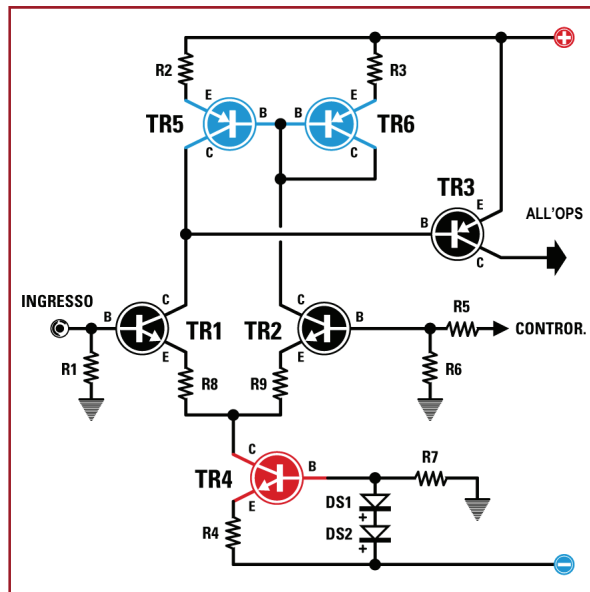 +
R2
R3
E
E
TR5
B
B
TR6
C
C
TR3
E
ALL'OPS
B
C
INGRESSO
B
C
TR1
E
C
TR2
B
E
R5
CONTROR.
R1
R8
R9
R6
C
TR4
B
E
R7
R4
DS1
+
DS2
+
−